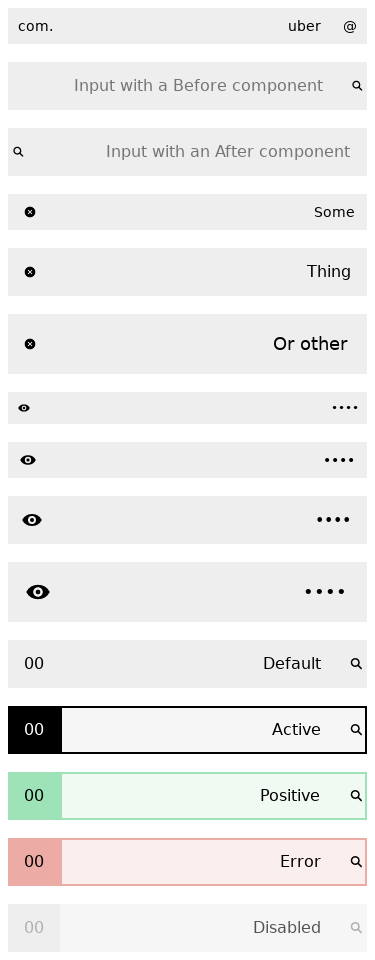 com. uber @
Input with a Before component
Input with an After component
Some
Thing
Or other
••••
••••
••••
••••
00 Default
00 Active
00 Positive
00 Error
00 Disabled